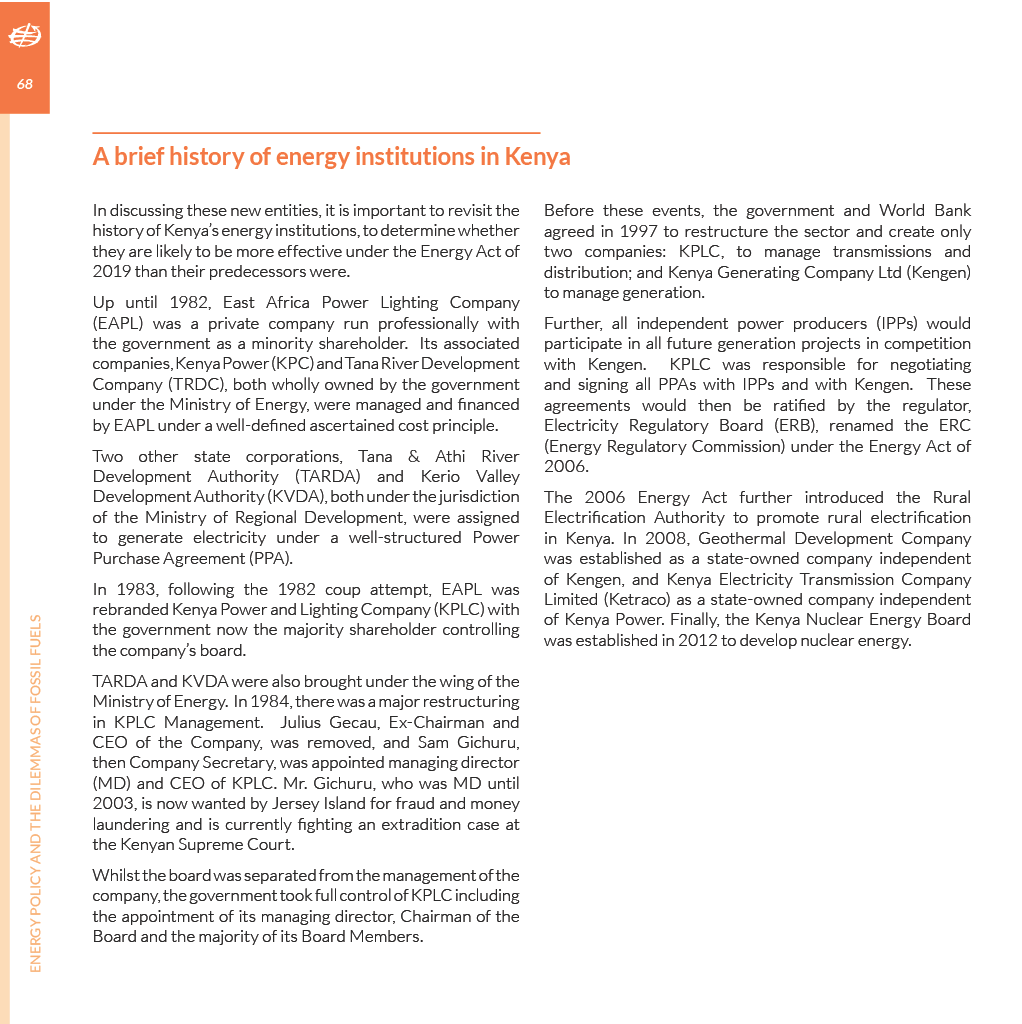 68
A brief history of energy institutions in Kenya
In discussing these new entities, it is important to revisit the
history of Kenya's energy institutions, to determine whether
they are likely to be more effective under the Energy Act of
2019 than their predecessors were.
Up until 1982, East Africa Power Lighting Company
(EAPL) was a private company run professionally with
the government as a minority shareholder. Its associated
companies, Kenya Power (KPC) and Tana River Development
Company (TRDC), both wholly owned by the government
under the Ministry of Energy, were managed and financed
by EAPL under a well-defined ascertained cost principle.
Two other state corporations, Tana & Athi River
Development Authority (TARDA) and Kerio Valley
Development Authority (KVDA), both under the jurisdiction
of the Ministry of Regional Development, were assigned
to generate electricity under a well-structured Power
Purchase Agreement (PPA).
In 1983, following the 1982 coup attempt, EAPL was
rebranded Kenya Power and Lighting Company (KPLC) with
the government now the majority shareholder controlling
the company's board.
TARDA and KVDA were also brought under the wing of the
Ministry of Energy. In 1984, there was a major restructuring
in KPLC Management. Julius Gecau, Ex-Chairman and
CEO of the Company, was removed, and Sam Gichuru,
then Company Secretary, was appointed managing director
(MD) and CEO of KPLC. Mr. Gichuru, who was MD until
2003, is now wanted by Jersey Island for fraud and money
laundering and is currently fighting an extradition case at
the Kenyan Supreme Court.
Whilst the board was separated from the management of the
company, the government took full control of KPLC including
the appointment of its managing director, Chairman of the
Board and the majority of its Board Members.
Before these events, the government and World Bank
agreed in 1997 to restructure the sector and create only
two companies: KPLC, to manage transmissions and
distribution; and Kenya Generating Company Ltd (Kengen)
to manage generation.
Further, all independent power producers (IPPs) would
participate in all future generation projects in competition
with Kengen. KPLC was responsible for negotiating
and signing all PPAs with IPPs and with Kengen. These
agreements would then be ratified by the regulator,
Electricity Regulatory Board (ERB), renamed the ERC
(Energy Regulatory Commission) under the Energy Act of
2006.
The 2006 Energy Act further introduced the Rural
Electrification Authority to promote rural electrification
in Kenya. In 2008, Geothermal Development Company
was established as a state-owned company independent
of Kengen, and Kenya Electricity Transmission Company
Limited (Ketraco) as a state-owned company independent
of Kenya Power. Finally, the Kenya Nuclear Energy Board
was established in 2012 to develop nuclear energy.
ENERGY POLICY AND THE DILEMMAS OF FOSSIL FUELS